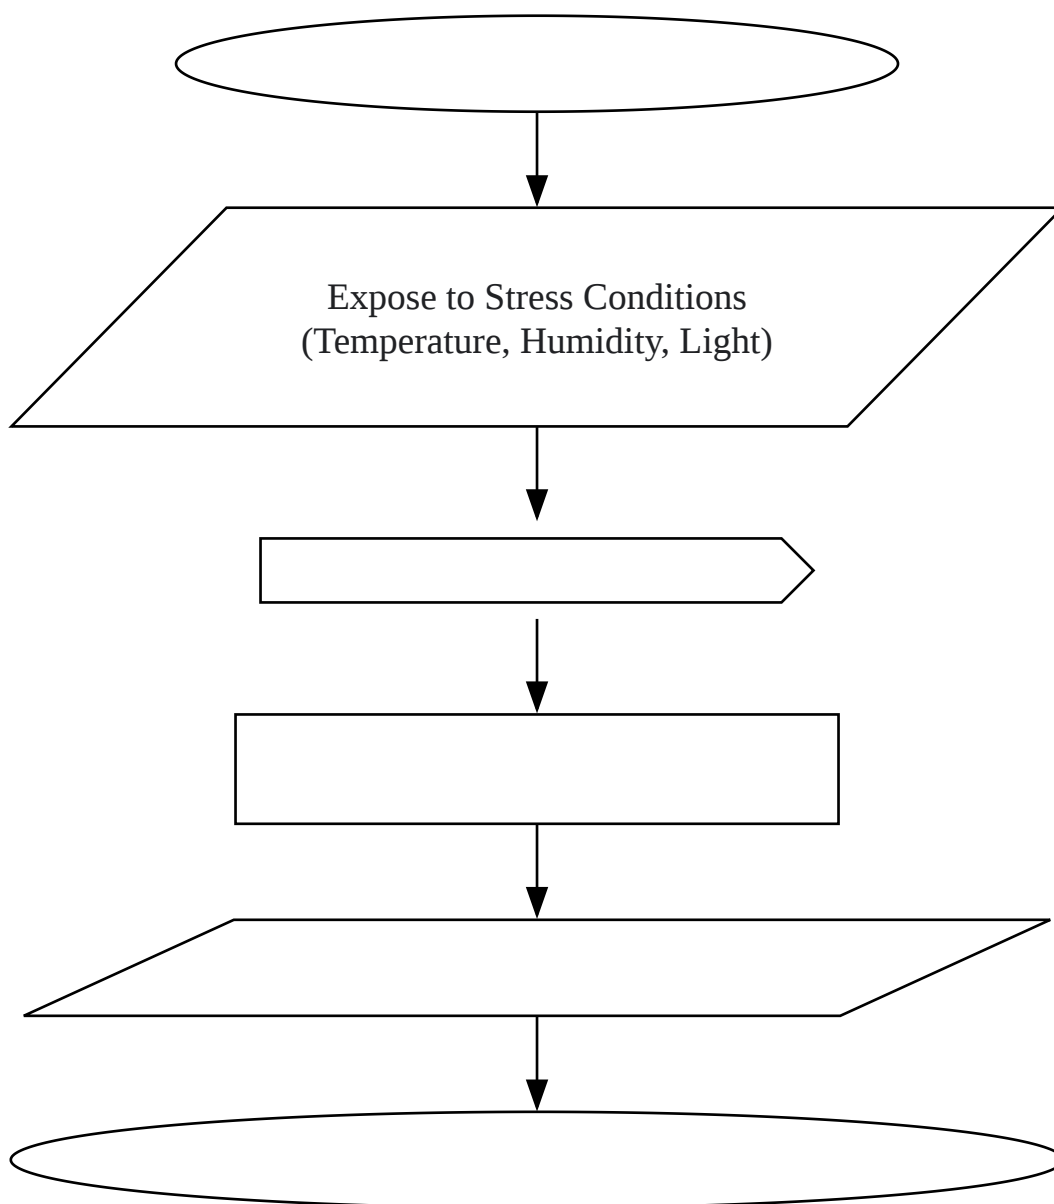 Expose to Stress Conditions
(Temperature, Humidity, Light)